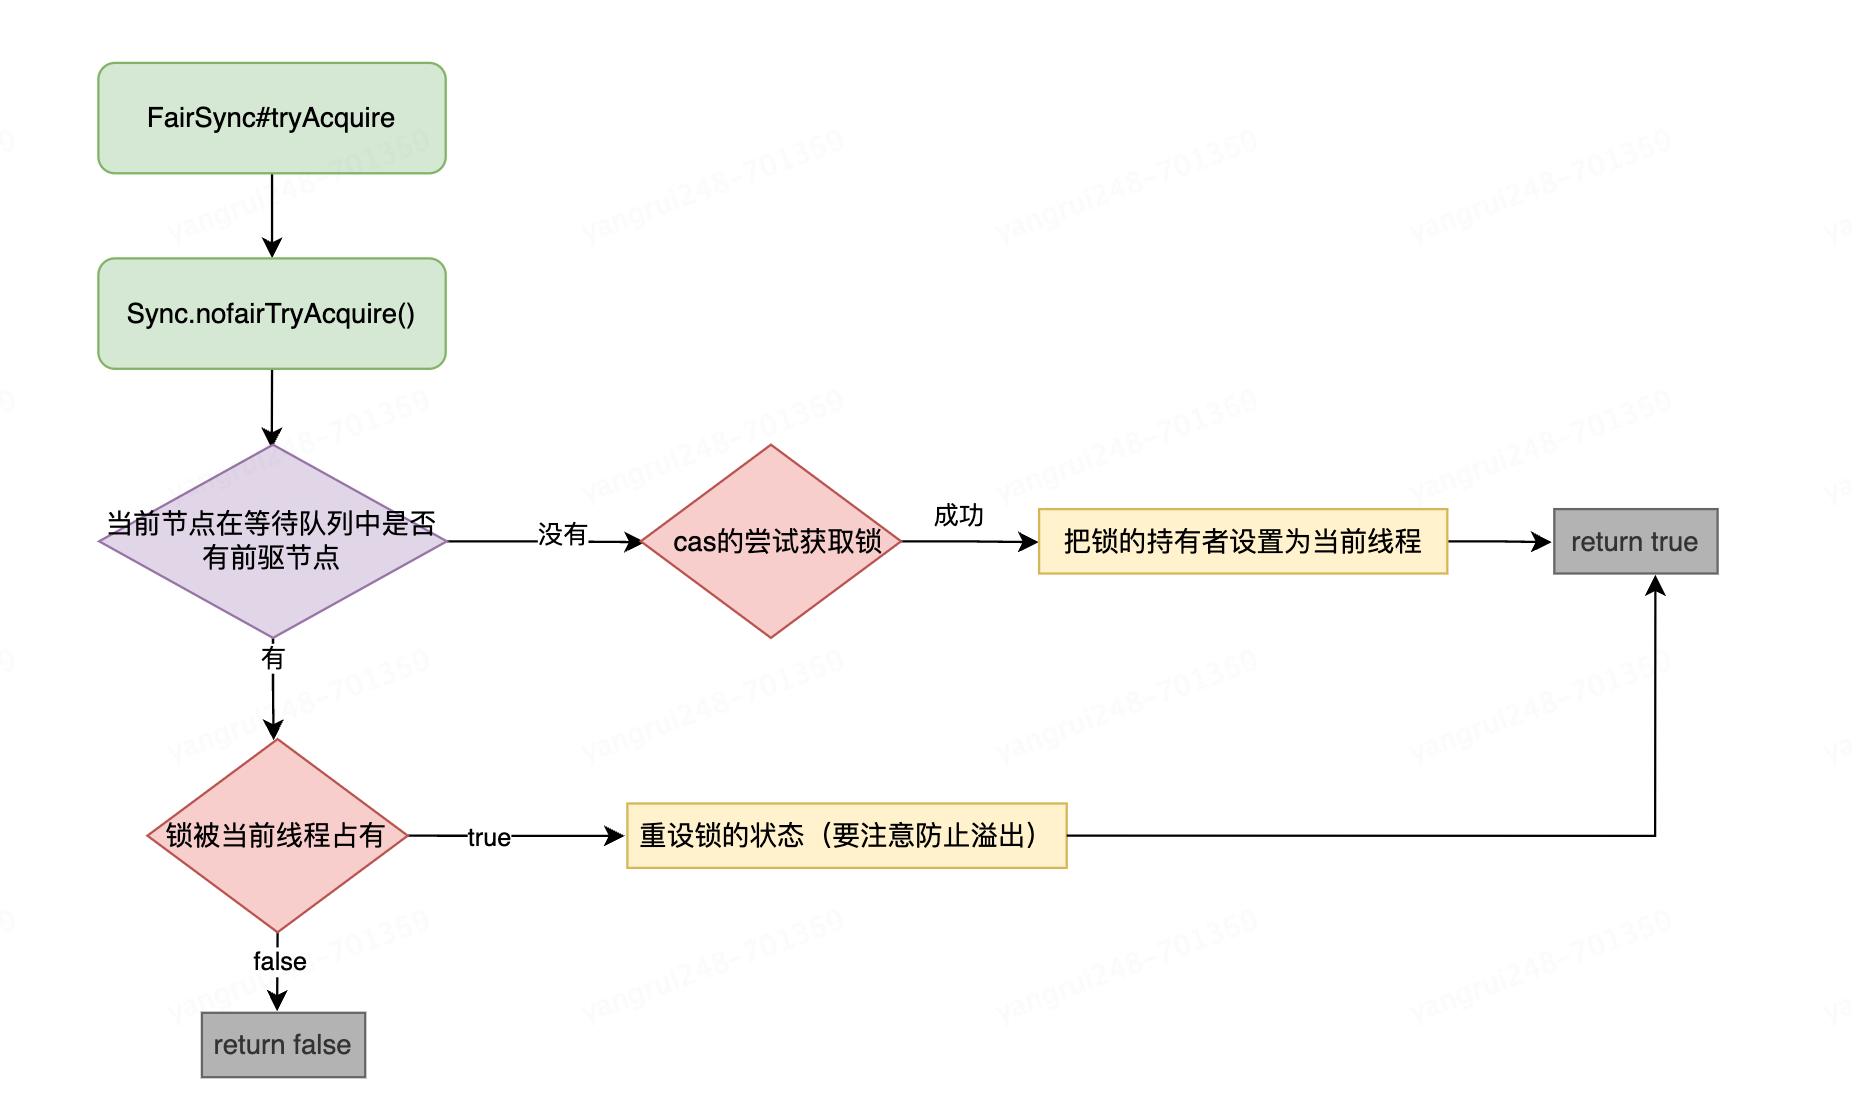 FairSync#tryAcquire
Sync.nofairTryAcquire()
当前节点在等待队列中是否
有前驱节点
没有
cas的尝试获取锁
成功
把锁的持有者设置为当前线程
return true
有
锁被当前线程占有
true
重设锁的状态（要注意防止溢出）
false
return false
yangrui248-701350